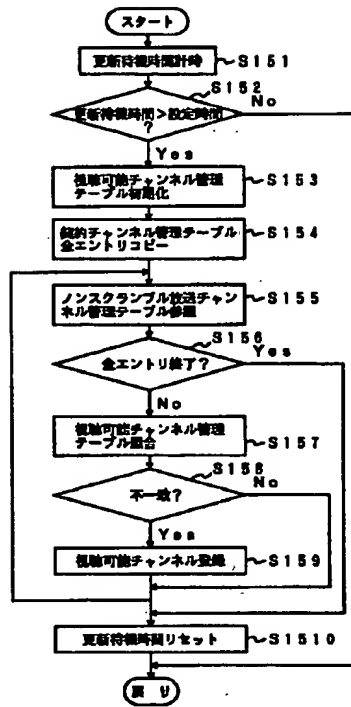 スタート
更新待機時間計時
S151
S152
更新待機時間>設定時間
?
No
Yes
視聴可能チャンネル管理
テーブル初期化
S153
契約チャンネル管理テーブル
全エントリコピー
S154
ノンスクランブル放送チャン
ネル管理テーブル参照
S155
S156
全エントリ終了?
Yes
No
視聴可能チャンネル管理
テーブル照合
S157
S158
不一致?
No
Yes
視聴可能チャンネル登録
S159
更新待機時間リセット
S1510
戻り